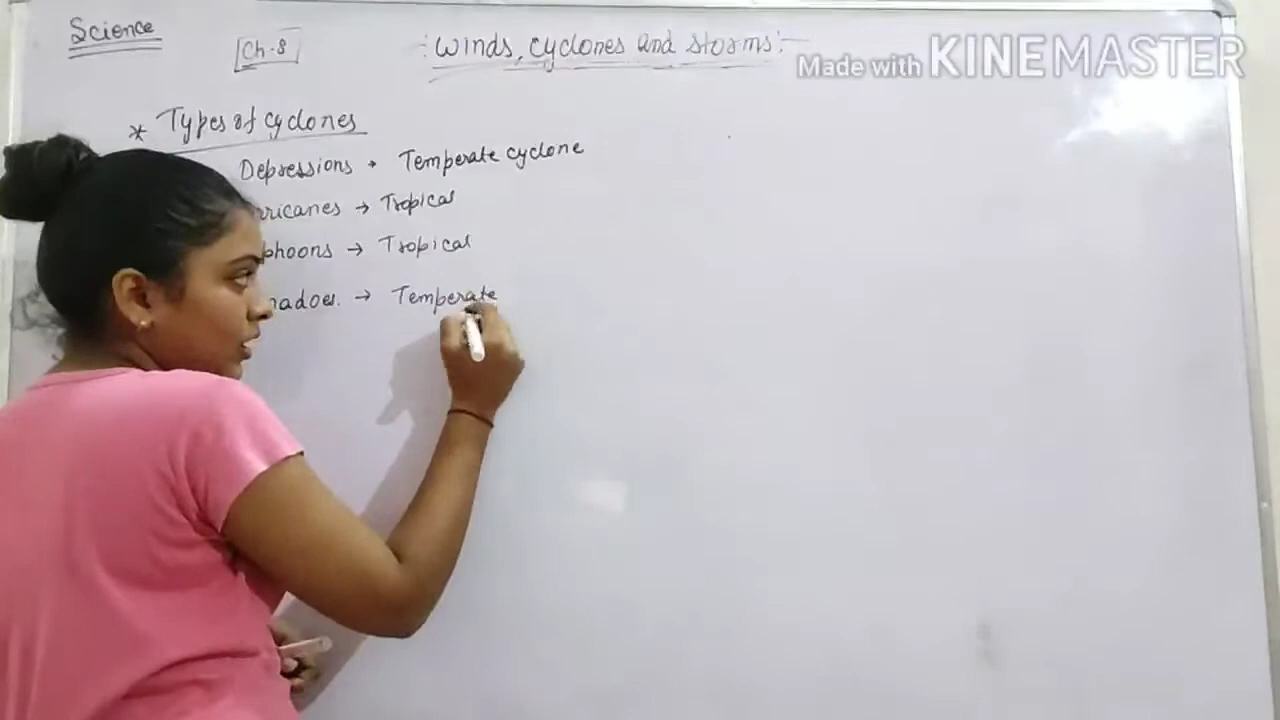 Science
Ch-8
:Winds, cyclones and storms:-
Made with KINEMASTER
* Types of cyclones
Depressions → Temperate cyclone
rricanes → Tropical
phoons → Tropical
nadoes. → Temperate